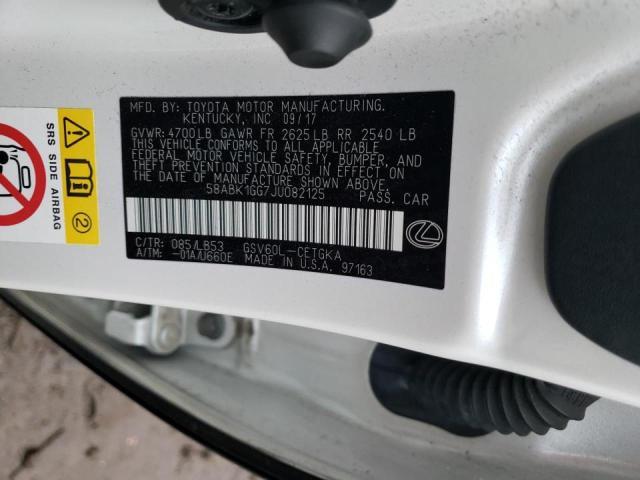 MFD. BY: TOYOTA MOTOR MANUFACTURING.
KENTUCKY, INC 09/17
GVWR: 4700LB GAWR FR 2625LB RR 2540 LB
THIS VEHICLE CONFORMS TO ALL APPLICABLE
FEDERAL MOTOR VEHICLE SAFETY, BUMPER, AND
THEFT PREVENTION STANDARDS IN EFFECT ON
THE DATE OF MANUFACTURE SHOWN ABOVE.
58ABK1GG7JU082125 PASS. CAR
C/TR: 085/LB53 GSV60L-CETGKA
A/TM: -01A/U660E MADE IN U.S.A. 97163
SRS SIDE AIRBAG
2